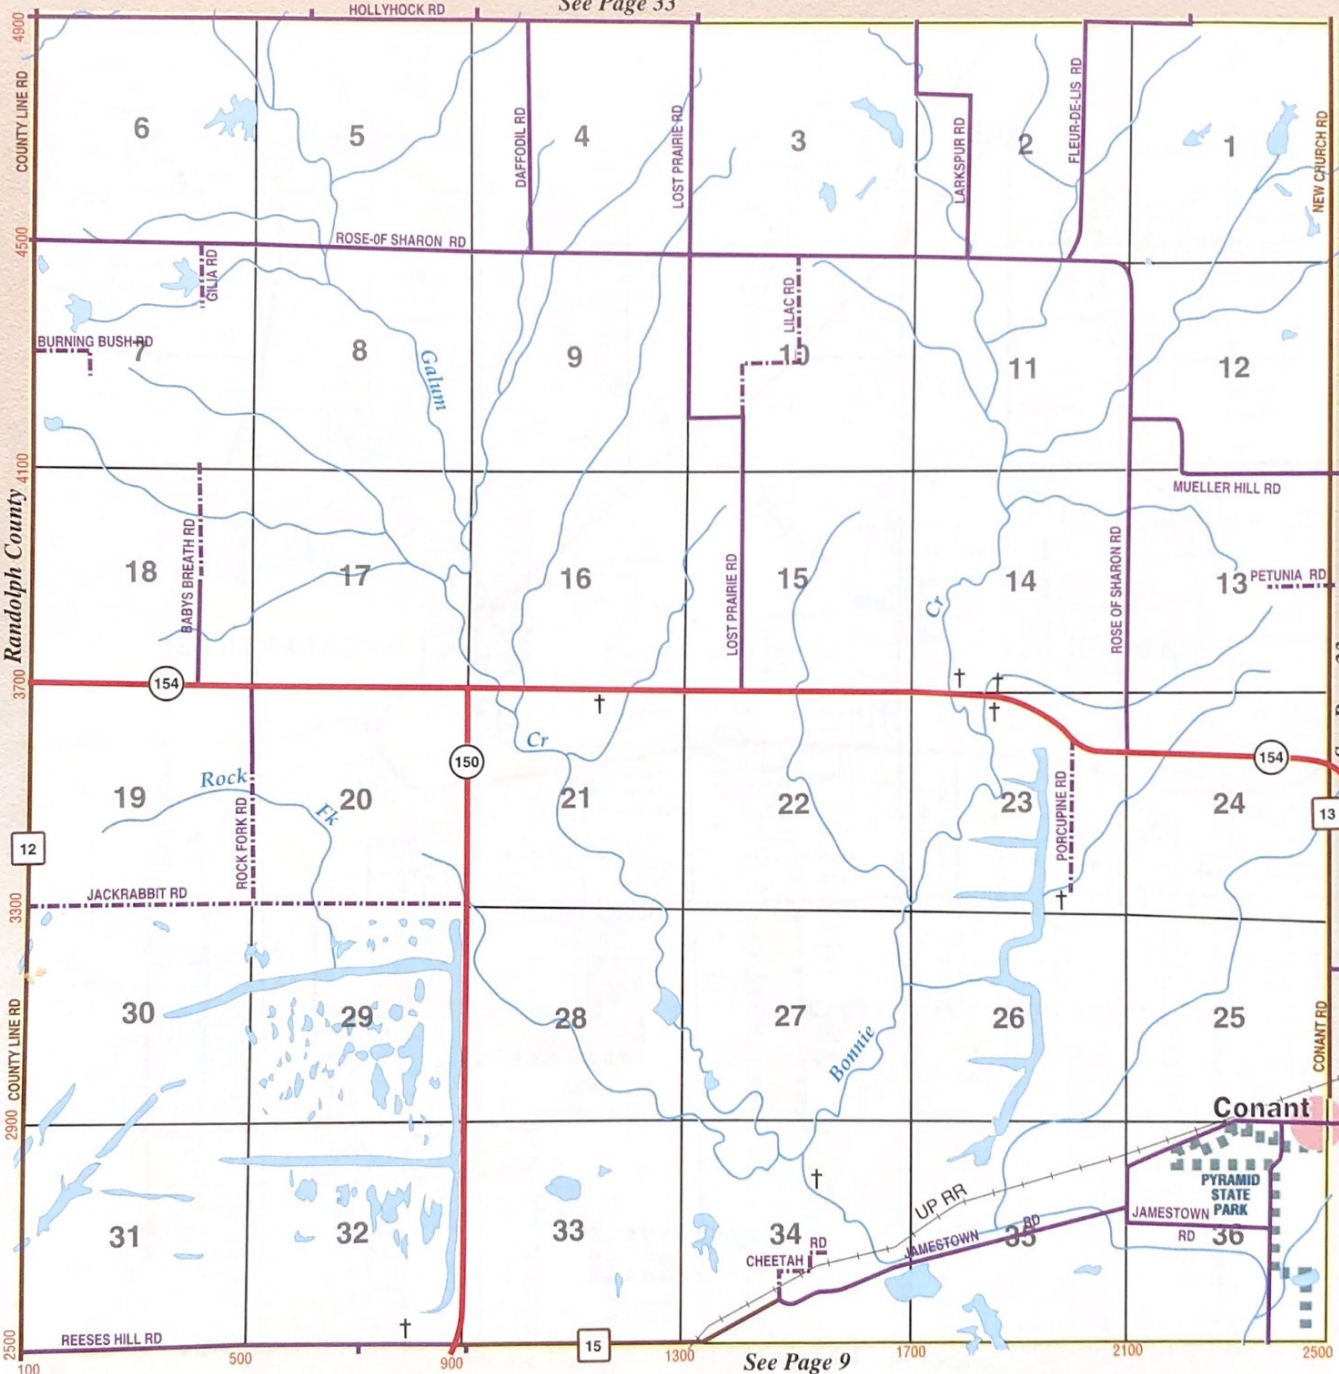 See Page 33
HOLLYHOCK RD
4900
COUNTY LINE RD
6
5
DAFFODIL RD
4
LOST PRAIRIE RD
3
LARKSPUR RD
2
FLEUR-DE-LIS RD
1
NEW CHURCH RD
4500
ROSE-OF SHARON RD
GILIA RD
BURNING BUSH RD
7
8
Galum
9
LILAC RD
10
11
12
4100
MUELLER HILL RD
Randolph County
18
BABYS BREATH RD
17
16
LOST PRAIRIE RD
15
Cr
14
ROSE OF SHARON RD
13
PETUNIA RD
3700
154
150
Cr
154
19
Rock
Fk
ROCK FORK RD
20
21
22
23
PORCUPINE RD
24
13
12
JACKRABBIT RD
3300
COUNTY LINE RD
30
29
28
27
Bonnie
26
25
CONANT RD
2900
Conant
PYRAMID
STATE
PARK
31
32
33
34
UP RR
JAMESTOWN RD
35
JAMESTOWN
RD
36
CHEETAH RD
REESES HILL RD
2500
15
100
500
900
1300
See Page 9
1700
2100
2500